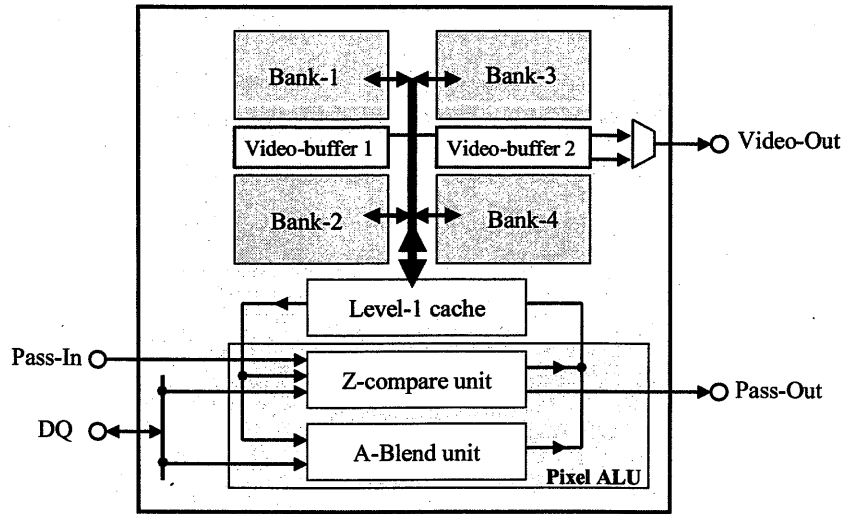 Bank-1
Bank-3
Video-buffer 1
Video-buffer 2
Video-Out
Bank-2
Bank-4
Level-1 cache
Pass-In
Z-compare unit
Pass-Out
DQ
A-Blend unit
Pixel ALU